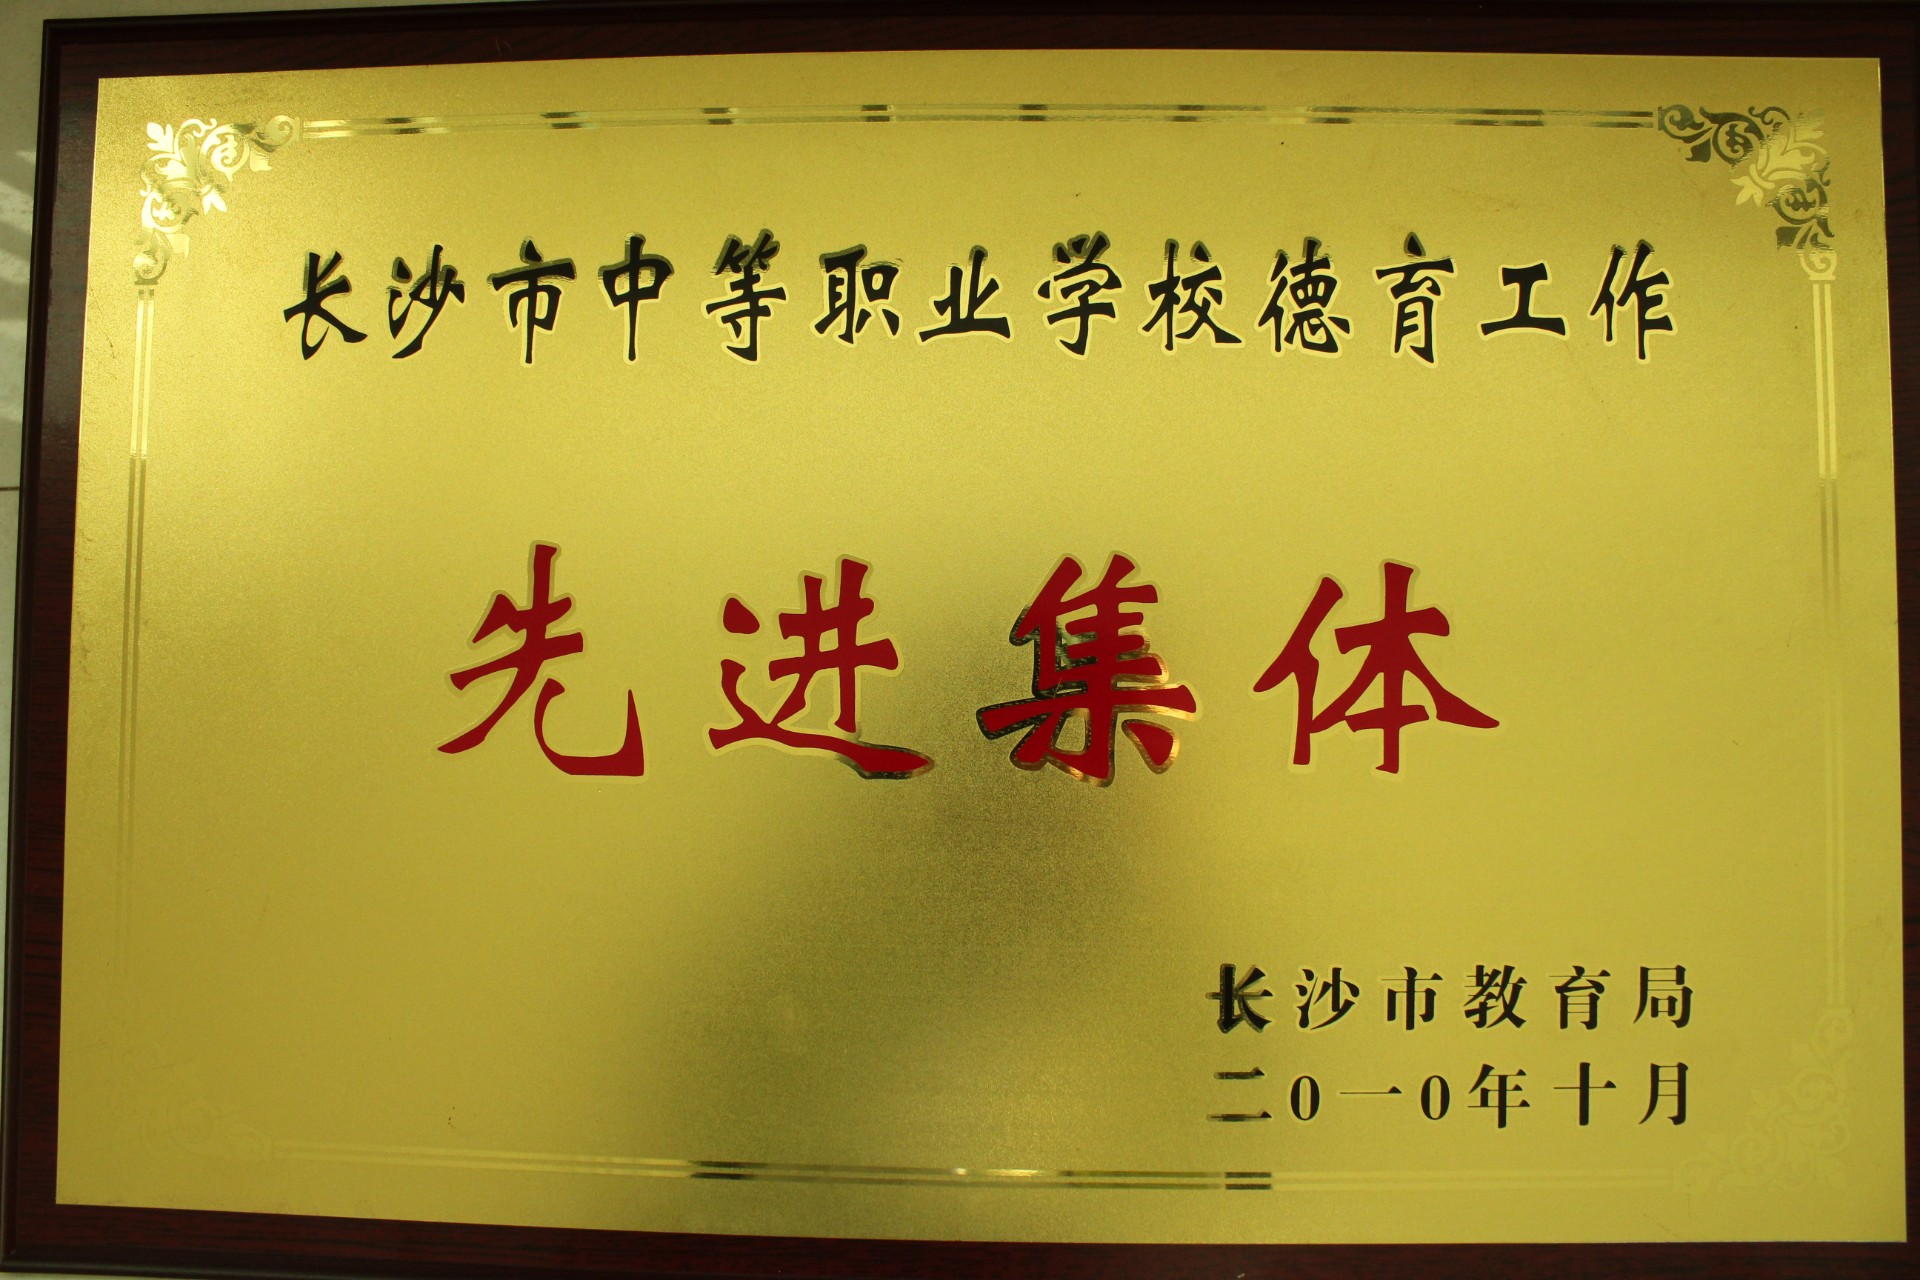 长沙市中等职业学校德育工作
先进集体
长沙市教育局
二0一0年十月